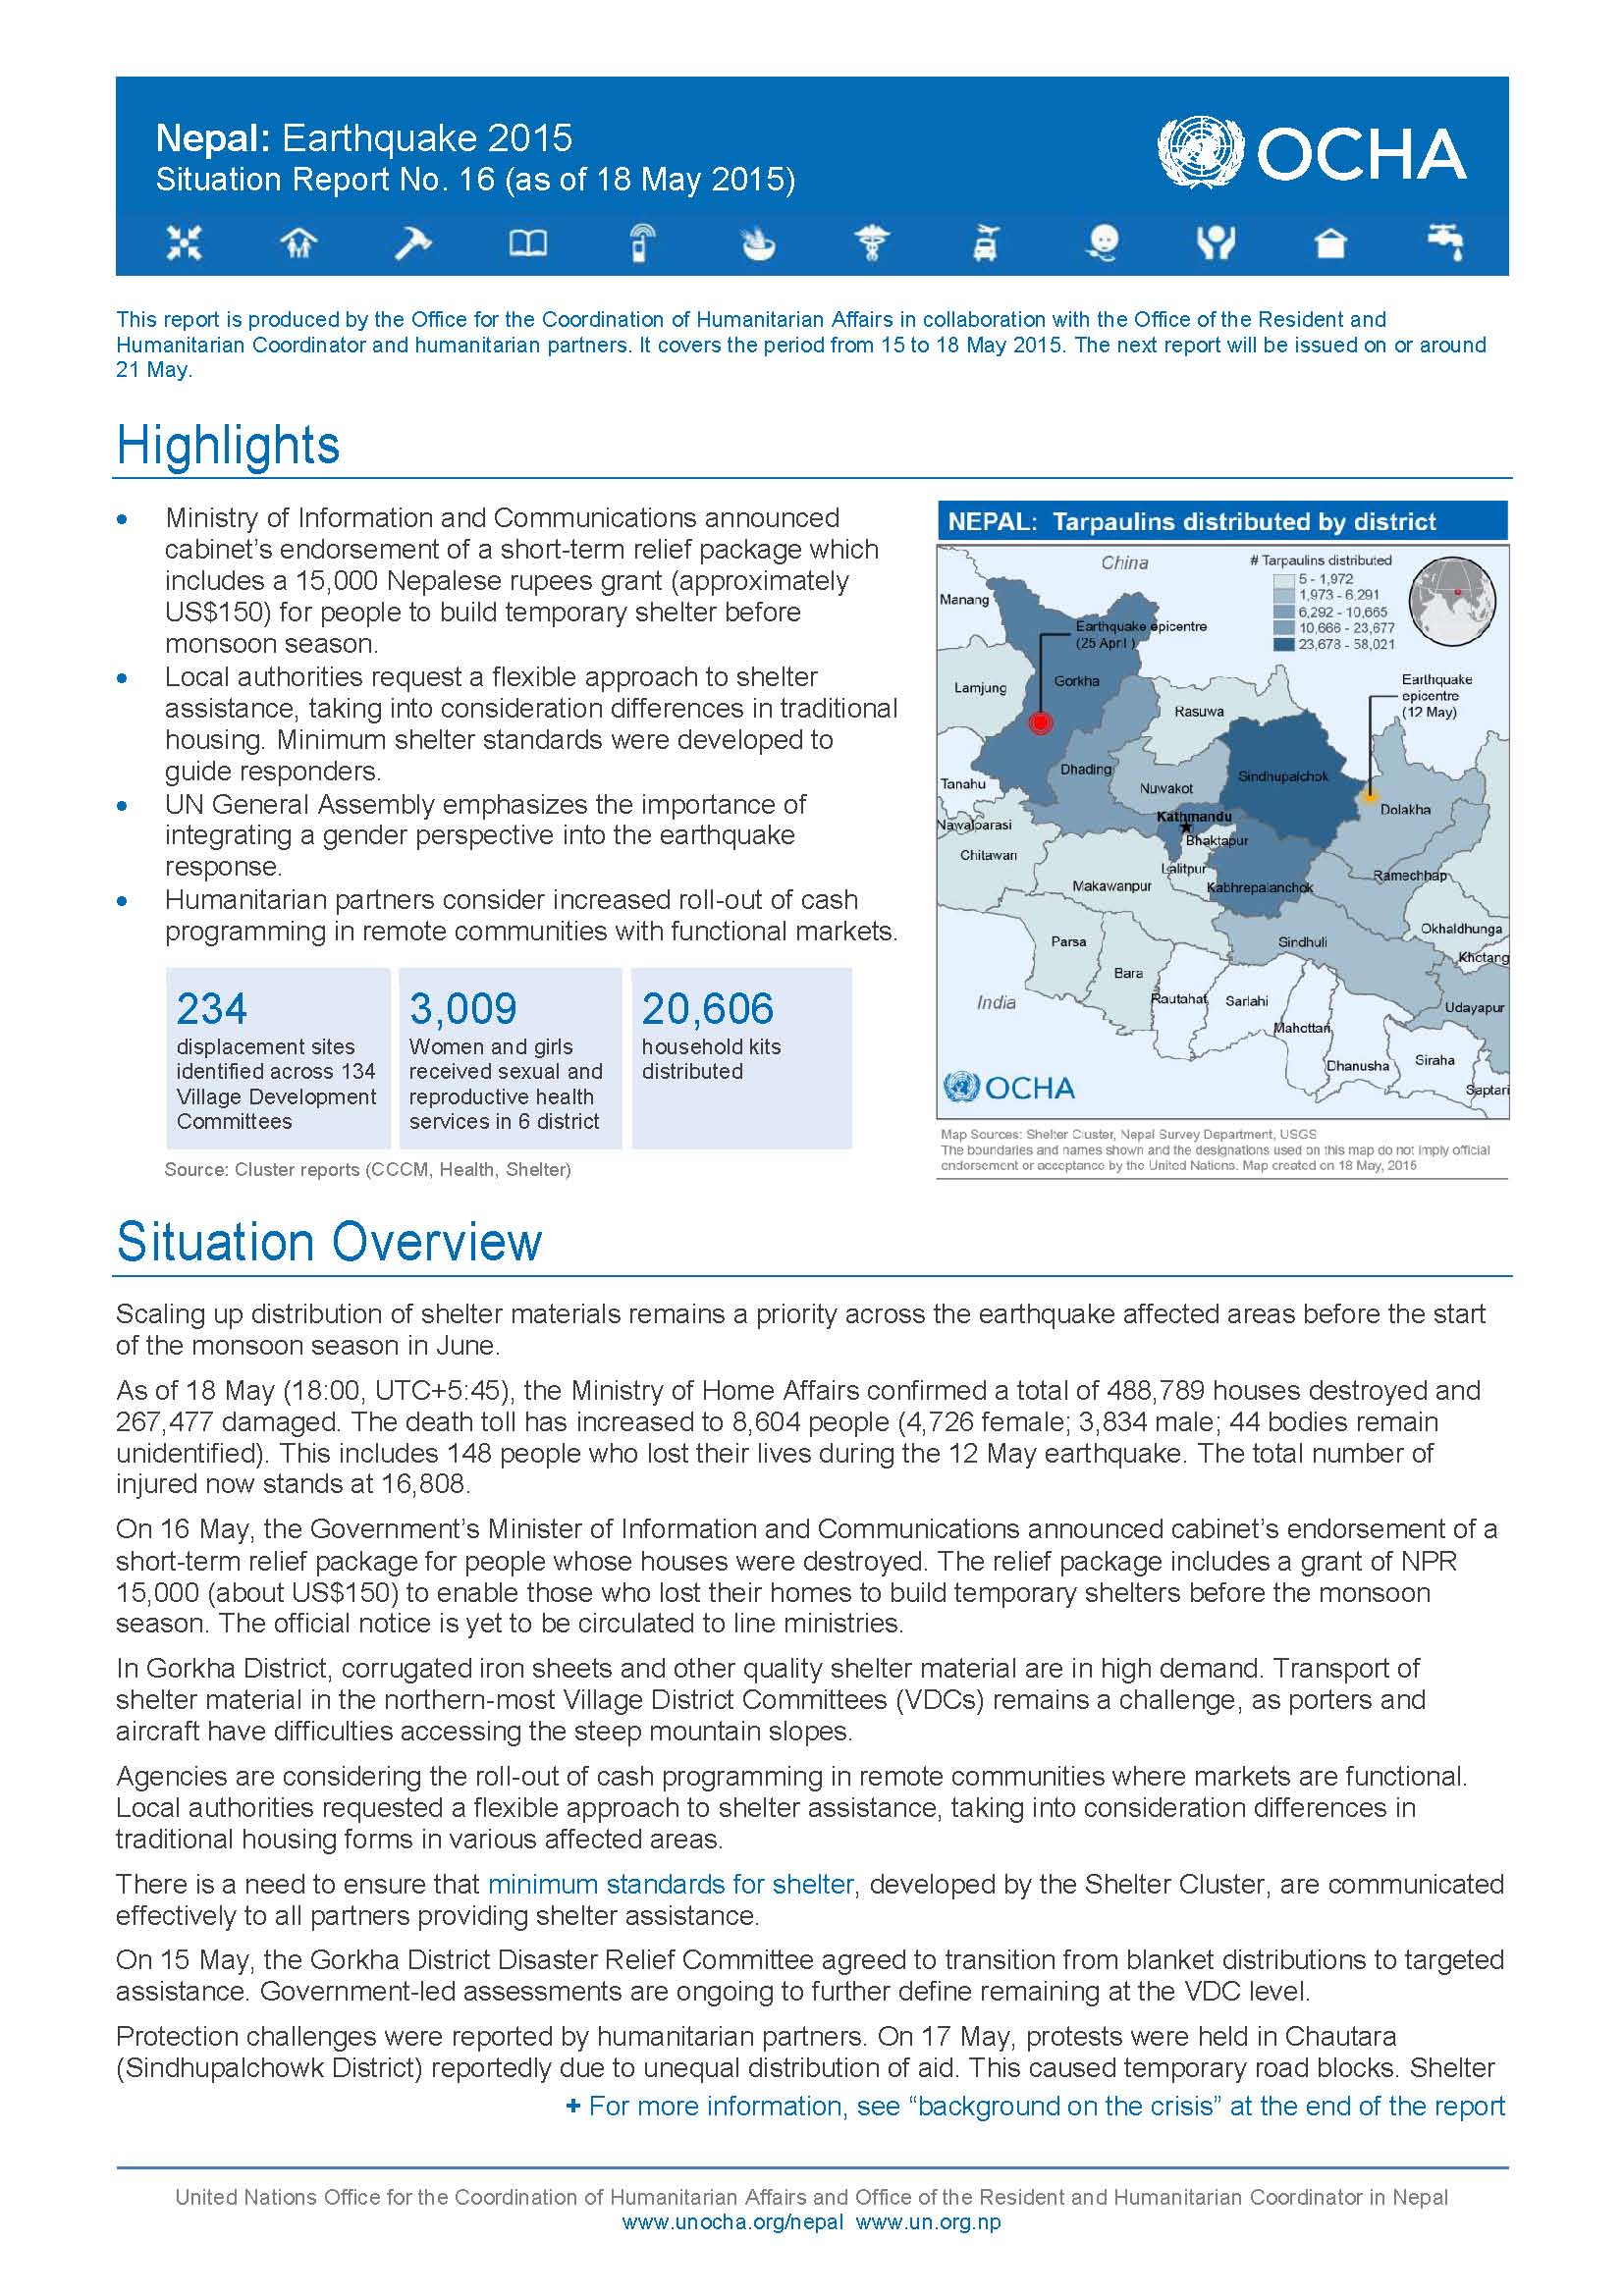 Nepal: Earthquake 2015
Situation Report No. 16 (as of 18 May 2015)
OCHA
This report is produced by the Office for the Coordination of Humanitarian Affairs in collaboration with the Office of the Resident and
Humanitarian Coordinator and humanitarian partners. It covers the period from 15 to 18 May 2015. The next report will be issued on or around
21 May.
Highlights
• Ministry of Information and Communications announced
cabinet's endorsement of a short-term relief package which
includes a 15,000 Nepalese rupees grant (approximately
US$150) for people to build temporary shelter before
monsoon season.
• Local authorities request a flexible approach to shelter
assistance, taking into consideration differences in traditional
housing. Minimum shelter standards were developed to
guide responders.
• UN General Assembly emphasizes the importance of
integrating a gender perspective into the earthquake
response.
• Humanitarian partners consider increased roll-out of cash
programming in remote communities with functional markets.
234
displacement sites
identified across 134
Village Development
Committees
3,009
Women and girls
received sexual and
reproductive health
services in 6 district
20,606
household kits
distributed
Source: Cluster reports (CCCM, Health, Shelter)
NEPAL: Tarpaulins distributed by district
China
# Tarpaulins distributed
5 - 1,972
1,973 - 6,291
6,292 - 10,665
10,666 - 23,677
23,678 - 58,021
Manang
Earthquake epicentre
(25 April )
Earthquake
epicentre
(12 May)
Lamjung
Gorkha
Rasuwa
Dhading
Tanahu
Nuwakot
Sindhupalchok
Dolakha
Kathmandu
Nawalparasi
Bhaktapur
Chitawan
Lalitpur
Ramechhap
Makawanpur
Kabhrepalanchok
Okhaldhunga
Parsa
Sindhuli
Khotang
Bara
India
Rautahat
Sarlahi
Udayapur
Mahottari
Dhanusha
Siraha
Saptari
OCHA
Map Sources: Shelter Cluster, Nepal Survey Department, USGS
The boundaries and names shown and the designations used on this map do not imply official
endorsement or acceptance by the United Nations. Map created on 18 May, 2015
Situation Overview
Scaling up distribution of shelter materials remains a priority across the earthquake affected areas before the start
of the monsoon season in June.
As of 18 May (18:00, UTC+5:45), the Ministry of Home Affairs confirmed a total of 488,789 houses destroyed and
267,477 damaged. The death toll has increased to 8,604 people (4,726 female; 3,834 male; 44 bodies remain
unidentified). This includes 148 people who lost their lives during the 12 May earthquake. The total number of
injured now stands at 16,808.
On 16 May, the Government's Minister of Information and Communications announced cabinet's endorsement of a
short-term relief package for people whose houses were destroyed. The relief package includes a grant of NPR
15,000 (about US$150) to enable those who lost their homes to build temporary shelters before the monsoon
season. The official notice is yet to be circulated to line ministries.
In Gorkha District, corrugated iron sheets and other quality shelter material are in high demand. Transport of
shelter material in the northern-most Village District Committees (VDCs) remains a challenge, as porters and
aircraft have difficulties accessing the steep mountain slopes.
Agencies are considering the roll-out of cash programming in remote communities where markets are functional.
Local authorities requested a flexible approach to shelter assistance, taking into consideration differences in
traditional housing forms in various affected areas.
There is a need to ensure that minimum standards for shelter, developed by the Shelter Cluster, are communicated
effectively to all partners providing shelter assistance.
On 15 May, the Gorkha District Disaster Relief Committee agreed to transition from blanket distributions to targeted
assistance. Government-led assessments are ongoing to further define remaining at the VDC level.
Protection challenges were reported by humanitarian partners. On 17 May, protests were held in Chautara
(Sindhupalchowk District) reportedly due to unequal distribution of aid. This caused temporary road blocks. Shelter
+ For more information, see “background on the crisis” at the end of the report
United Nations Office for the Coordination of Humanitarian Affairs and Office of the Resident and Humanitarian Coordinator in Nepal
www.unocha.org/nepal www.un.org.np